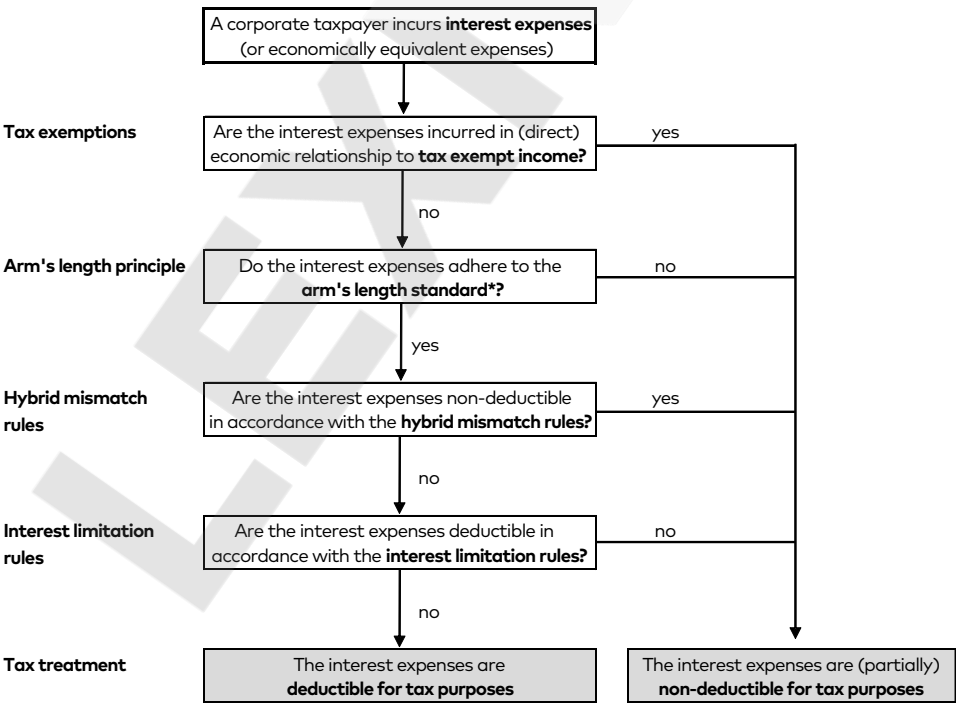 A corporate taxpayer incurs interest expenses
(or economically equivalent expenses)
Tax exemptions
Are the interest expenses incurred in (direct)
economic relationship to tax exempt income?
yes
no
Arm's length principle
Do the interest expenses adhere to the
arm's length standard*?
no
yes
Hybrid mismatch
rules
Are the interest expenses non-deductible
in accordance with the hybrid mismatch rules?
yes
no
Interest limitation
rules
Are the interest expenses deductible in
accordance with the interest limitation rules?
no
no
Tax treatment
The interest expenses are
deductible for tax purposes
The interest expenses are (partially)
non-deductible for tax purposes
LEXI